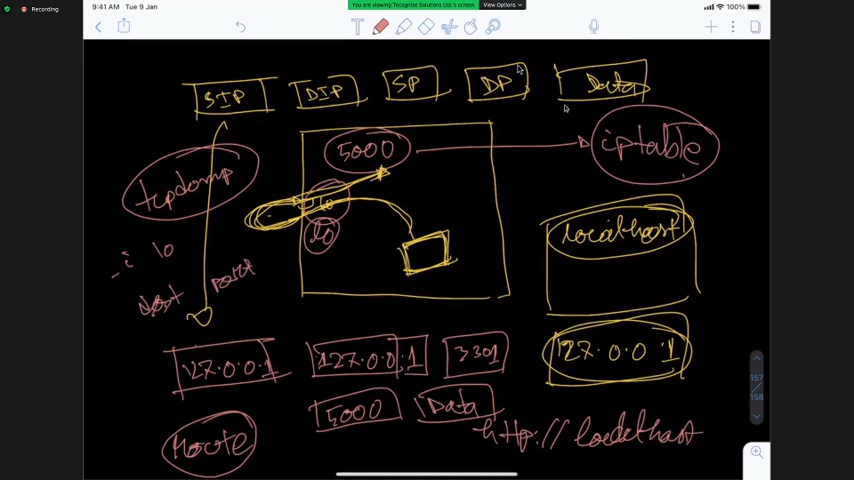 Recording
9:41 AM Tue 9 Jan
You are viewing Tecognize Solutions Ltd.'s screen
View Options
100%
SIP DIP SP DP Data
5000 iptable
tcpdump
lo
localhost
-i lo
port
127.0.0.1 127.0.0.1 3301 127.0.0.1
5000 Data
http://localhost
157
158